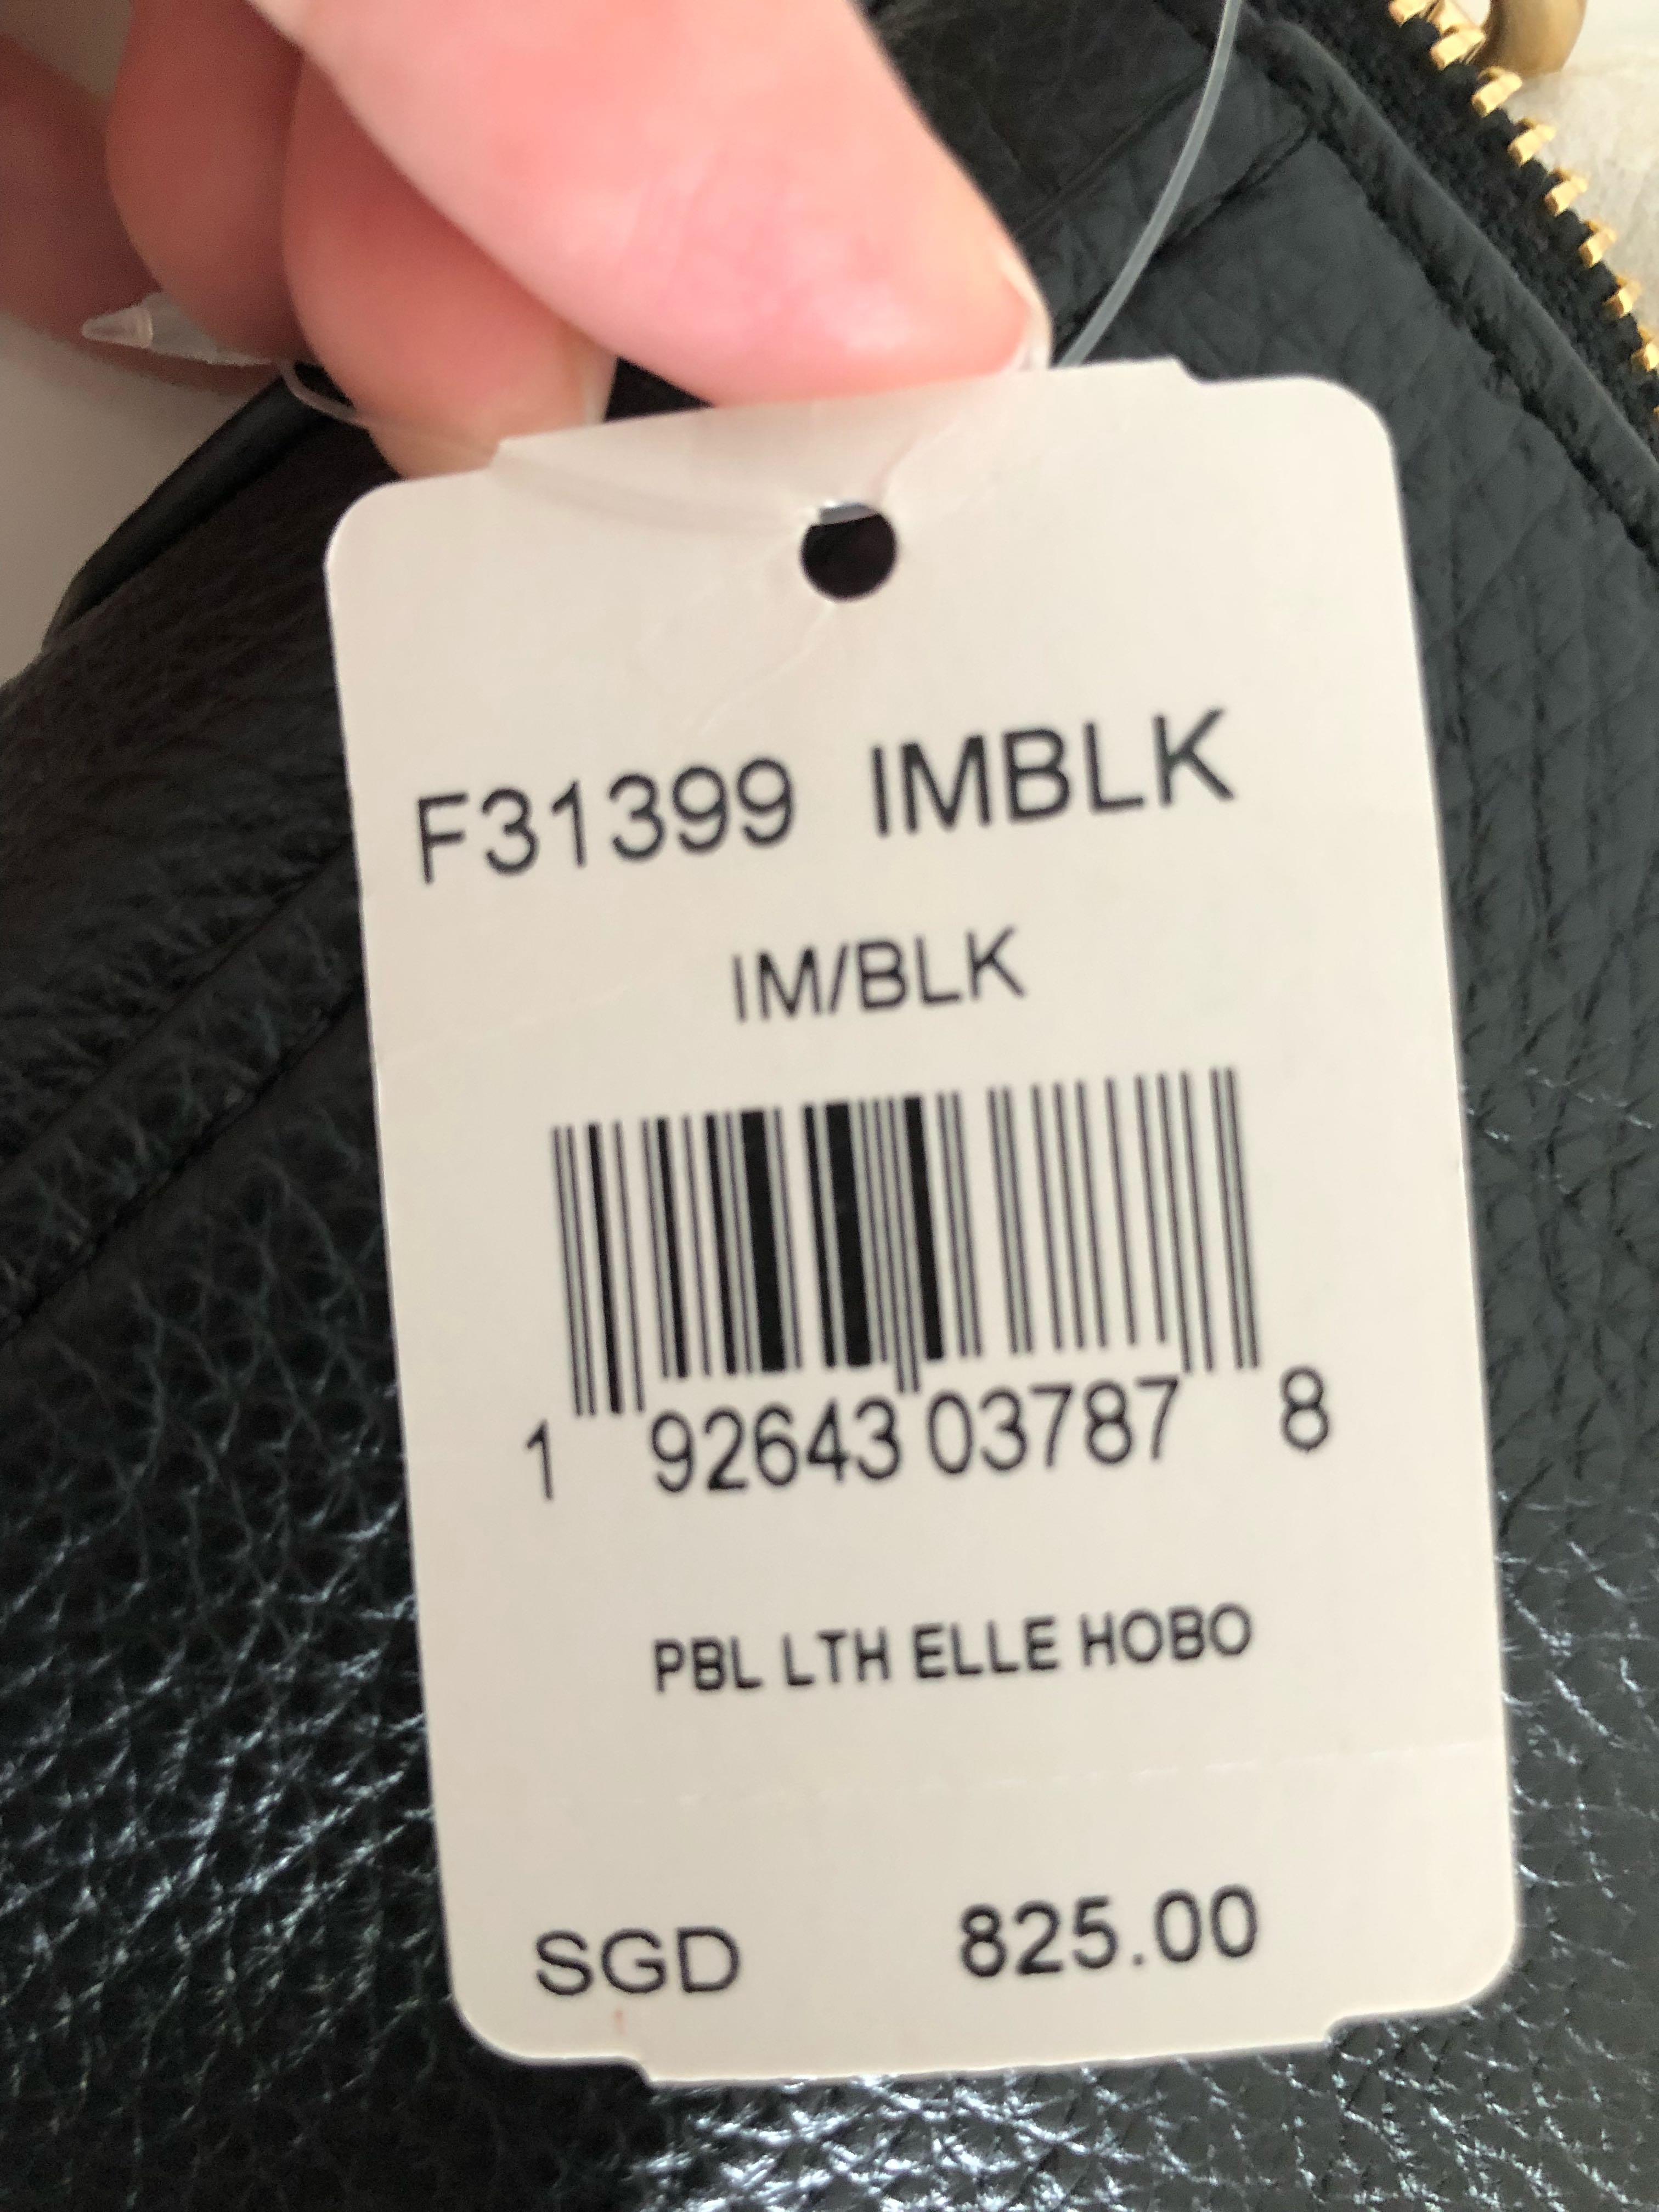 F31399 IMBLK
IM/BLK
1 92643 03787 8
PBL LTH ELLE HOBO
SGD 825.00